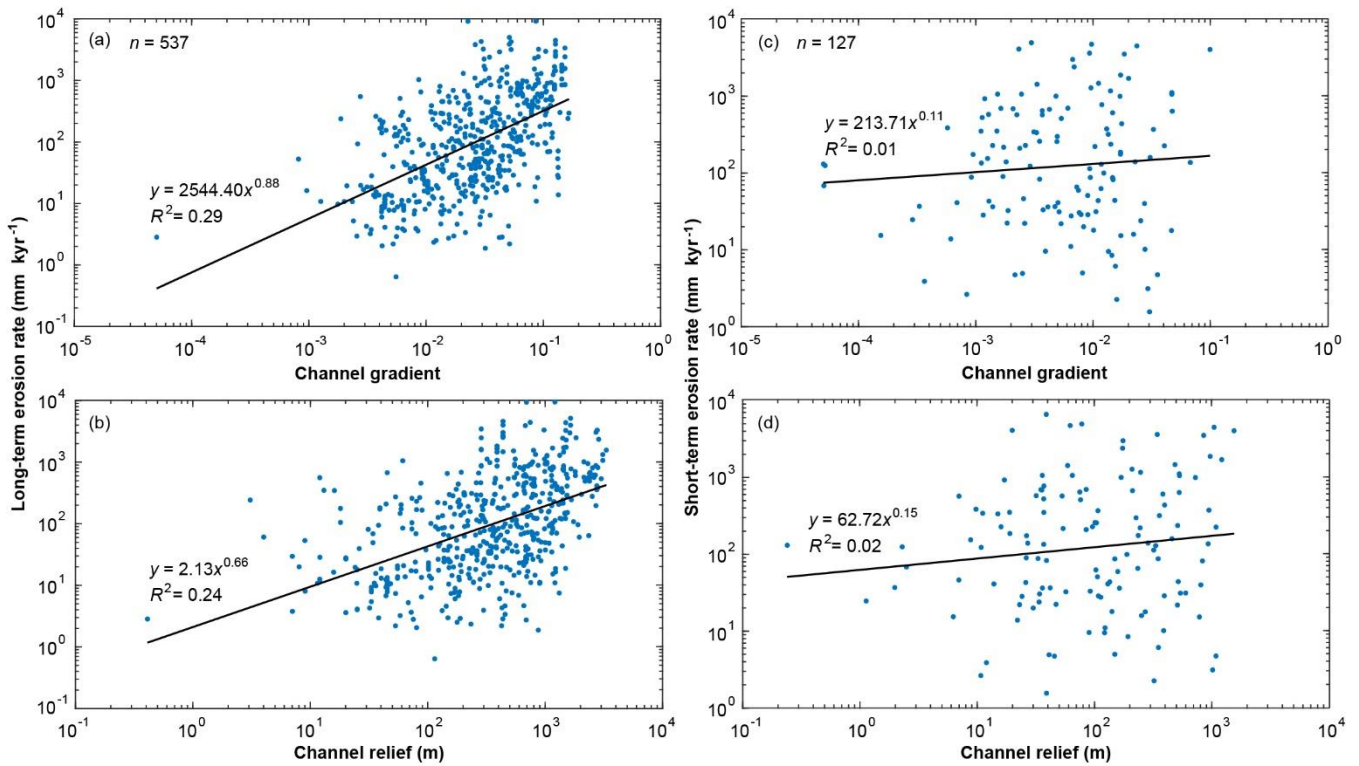 (a) n = 537
y = 2544.40x^0.88
R² = 0.29
10^4
10^3
10^2
10^1
10^0
10^-1
10^-5 10^-4 10^-3 10^-2 10^-1 10^0
Channel gradient
Long-term erosion rate (mm kyr^-1)
(b)
y = 2.13x^0.66
R² = 0.24
10^4
10^3
10^2
10^1
10^0
10^-1
10^-1 10^0 10^1 10^2 10^3 10^4
Channel relief (m)
(c) n = 127
y = 213.71x^0.11
R² = 0.01
10^4
10^3
10^2
10^1
10^0
10^-5 10^-4 10^-3 10^-2 10^-1 10^0
Channel gradient
Short-term erosion rate (mm kyr^-1)
(d)
y = 62.72x^0.15
R² = 0.02
10^4
10^3
10^2
10^1
10^0
10^-1 10^0 10^1 10^2 10^3 10^4
Channel relief (m)